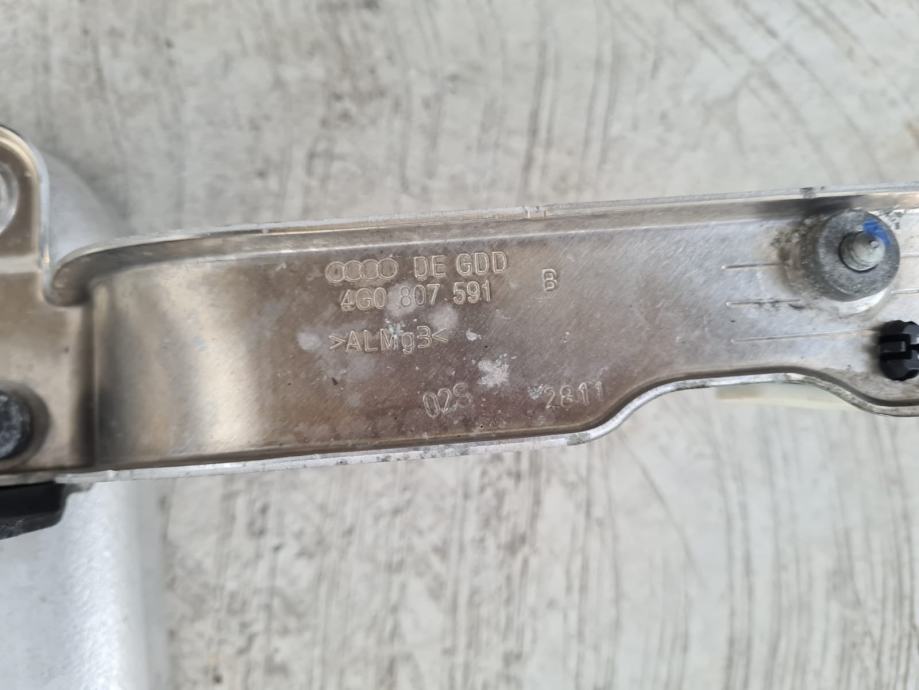 DE GDD
4G0 807 591 B
>ALMg3<
02S 2811